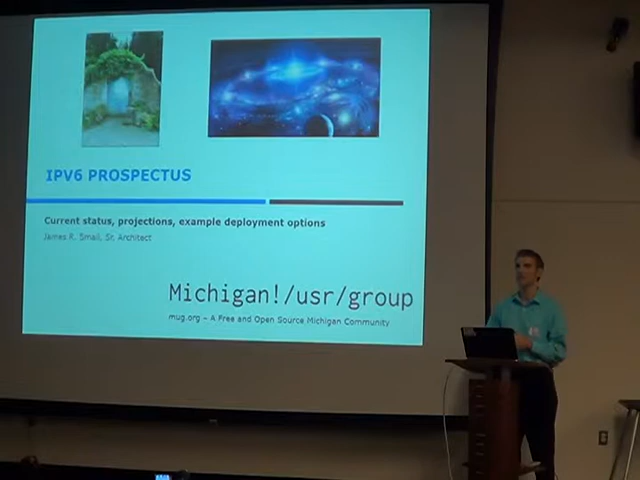 IPV6 PROSPECTUS
Current status, projections, example deployment options
James R. Small, Sr. Architect
Michigan!/usr/group
mug.org – A Free and Open Source Michigan Community